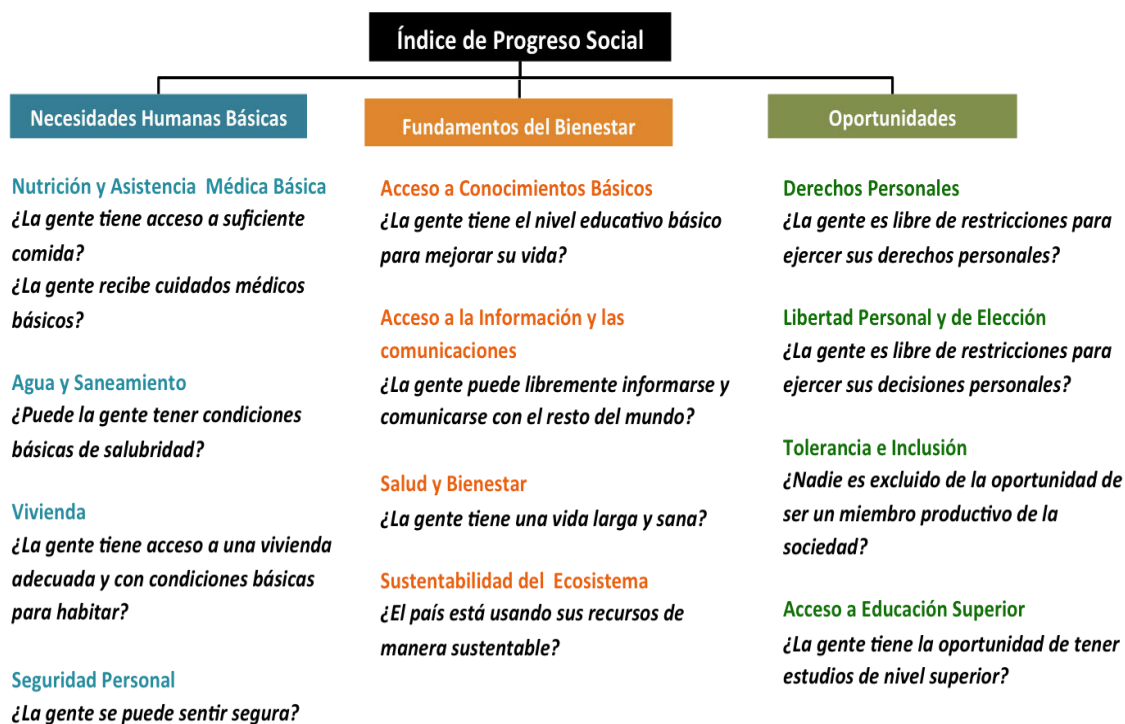 Índice de Progreso Social
Necesidades Humanas Básicas
Nutrición y Asistencia Médica Básica
¿La gente tiene acceso a suficiente
comida?
¿La gente recibe cuidados médicos
básicos?
Agua y Saneamiento
¿Puede la gente tener condiciones
básicas de salubridad?
Vivienda
¿La gente tiene acceso a una vivienda
adecuada y con condiciones básicas
para habitar?
Seguridad Personal
¿La gente se puede sentir segura?
Fundamentos del Bienestar
Acceso a Conocimientos Básicos
¿La gente tiene el nivel educativo básico
para mejorar su vida?
Acceso a la Información y las
comunicaciones
¿La gente puede libremente informarse y
comunicarse con el resto del mundo?
Salud y Bienestar
¿La gente tiene una vida larga y sana?
Sustentabilidad del Ecosistema
¿El país está usando sus recursos de
manera sustentable?
Oportunidades
Derechos Personales
¿La gente es libre de restricciones para
ejercer sus derechos personales?
Libertad Personal y de Elección
¿La gente es libre de restricciones para
ejercer sus decisiones personales?
Tolerancia e Inclusión
¿Nadie es excluido de la oportunidad de
ser un miembro productivo de la
sociedad?
Acceso a Educación Superior
¿La gente tiene la oportunidad de tener
estudios de nivel superior?